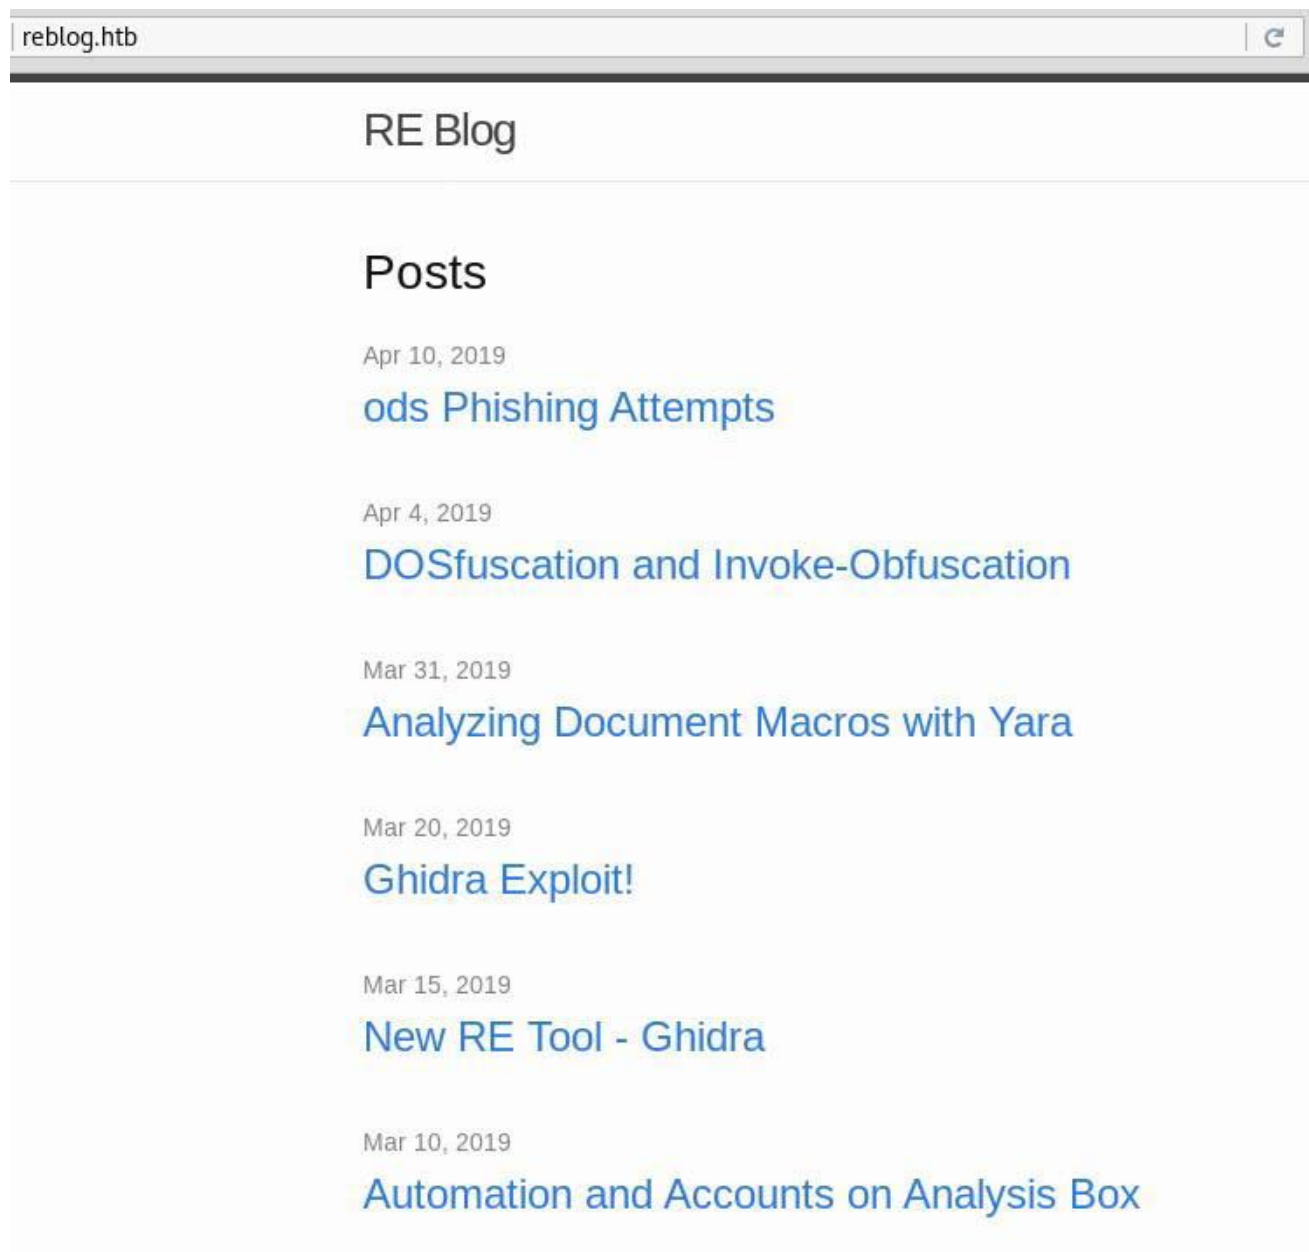 reblog.htb
RE Blog
Posts
Apr 10, 2019
ods Phishing Attempts
Apr 4, 2019
DOSfuscation and Invoke-Obfuscation
Mar 31, 2019
Analyzing Document Macros with Yara
Mar 20, 2019
Ghidra Exploit!
Mar 15, 2019
New RE Tool - Ghidra
Mar 10, 2019
Automation and Accounts on Analysis Box